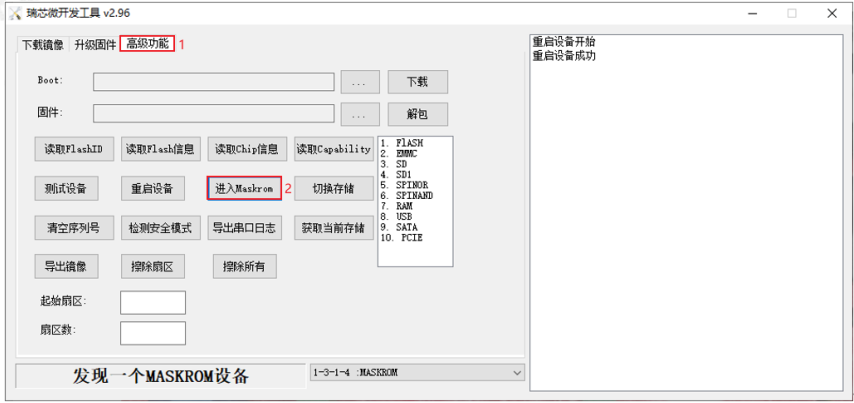 瑞芯微开发工具 v2.96
下载镜像 升级固件 高级功能 1
Boot: ... 下载
固件: ... 解包
读取FlashID 读取Flash信息 读取Chip信息 读取Capability
测试设备 重启设备 进入Maskrom 2 切换存储
清空序列号 检测安全模式 导出串口日志 获取当前存储
导出镜像 擦除扇区 擦除所有
起始扇区:
扇区数:
1. FlASH
2. EMMC
3. SD
4. SD1
5. SPINOR
6. SPINAND
7. RAM
8. USB
9. SATA
10. PCIE
发现一个MASKROM设备 1-3-1-4 :MASKROM
重启设备开始
重启设备成功